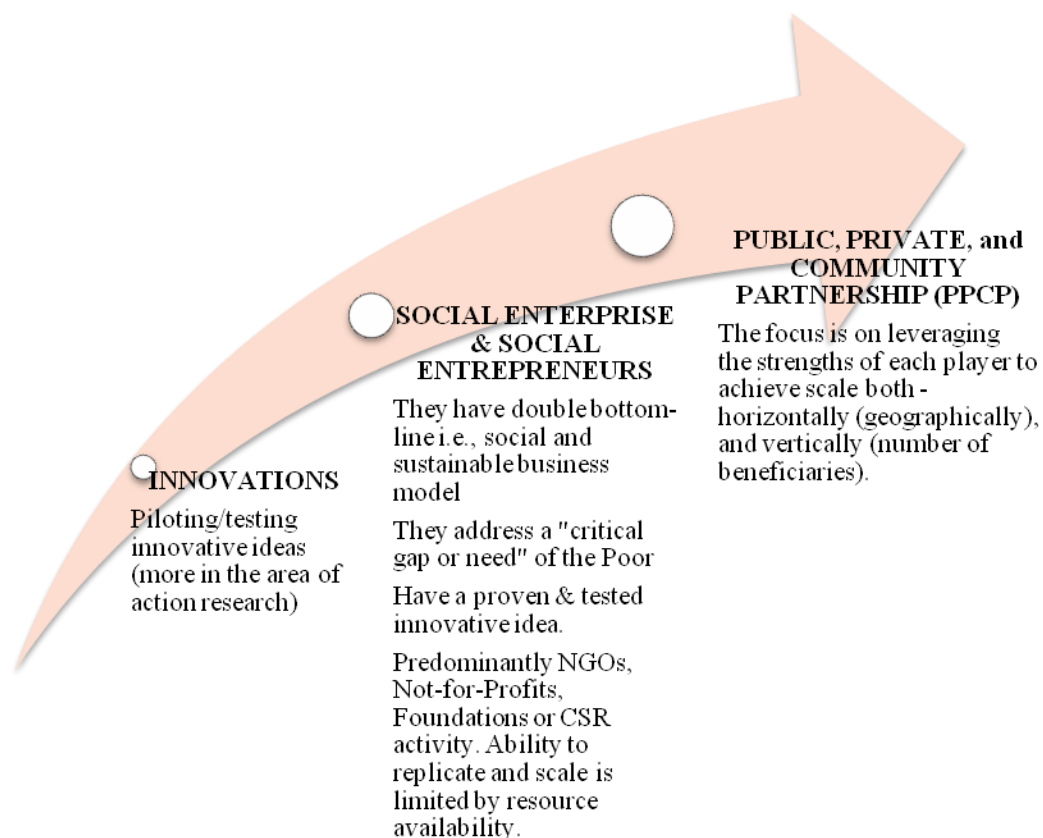 INNOVATIONS
Piloting/testing
innovative ideas
(more in the area of
action research)
SOCIAL ENTERPRISE
& SOCIAL
ENTREPRENEURS
They have double bottom-
line i.e., social and
sustainable business
model
They address a "critical
gap or need" of the Poor
Have a proven & tested
innovative idea.
Predominantly NGOs,
Not-for-Profits,
Foundations or CSR
activity. Ability to
replicate and scale is
limited by resource
availability.
PUBLIC, PRIVATE, and
COMMUNITY
PARTNERSHIP (PPCP)
The focus is on leveraging
the strengths of each player to
achieve scale both -
horizontally (geographically),
and vertically (number of
beneficiaries).